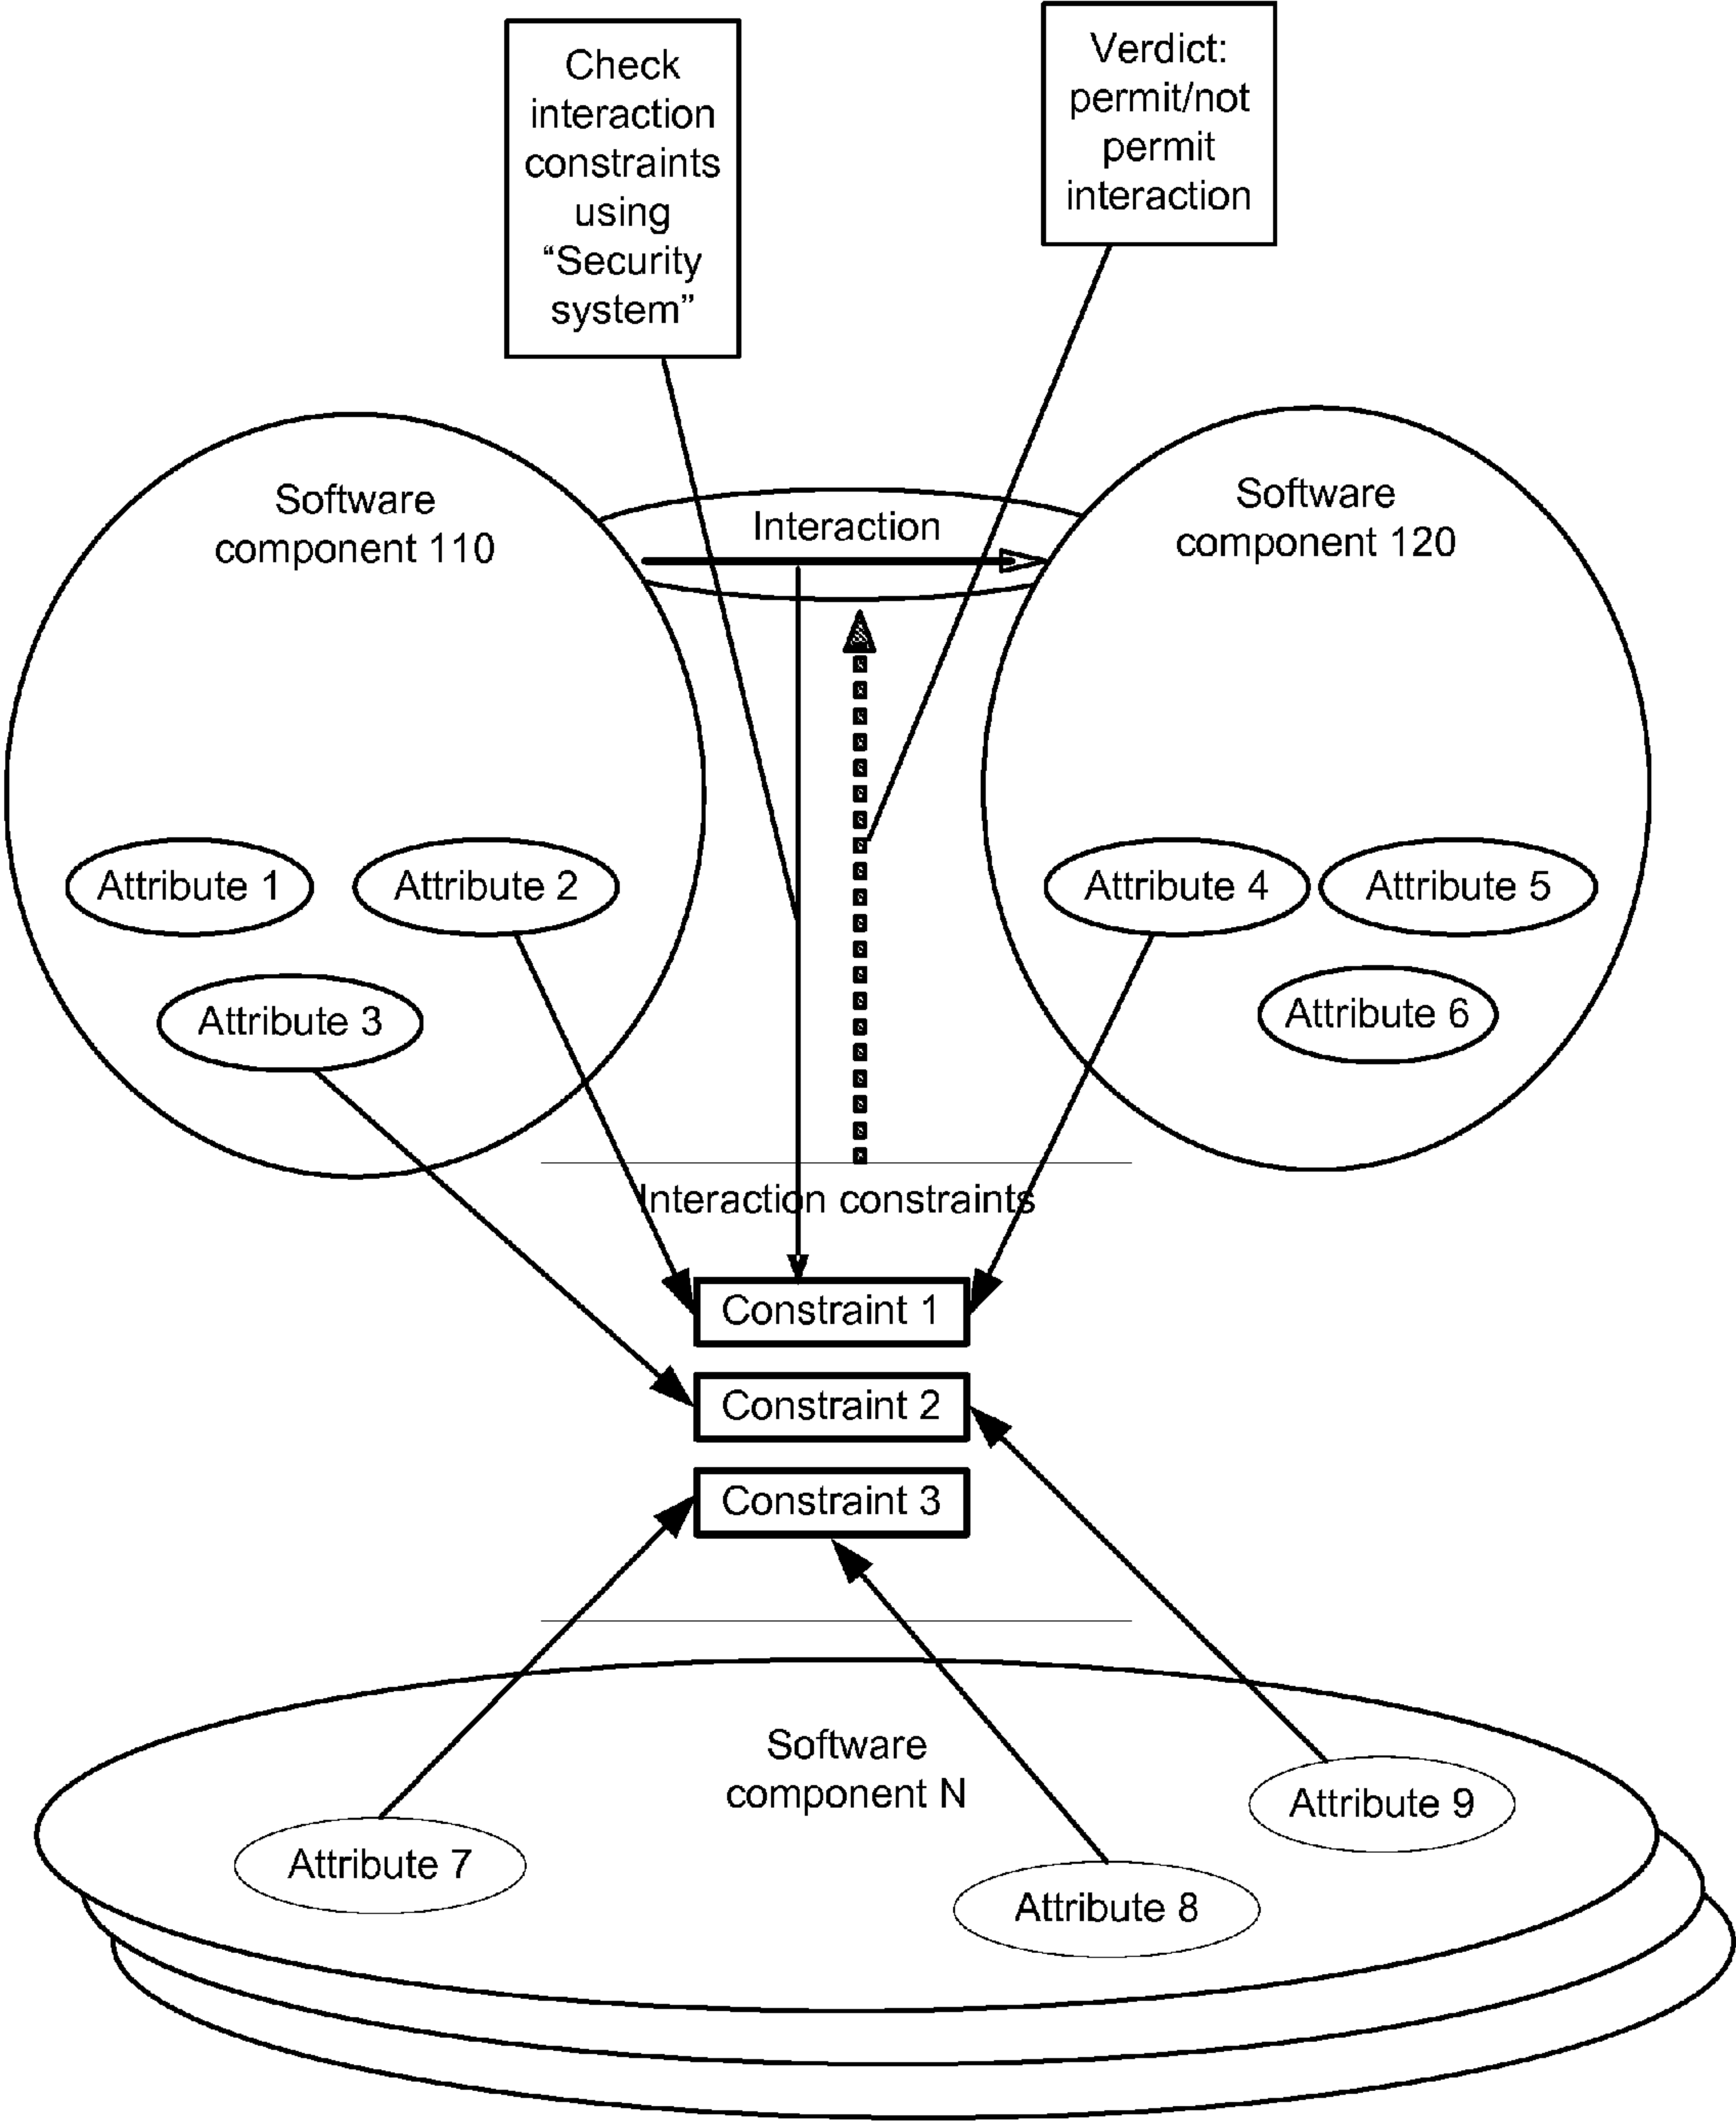 Check
interaction
constraints
using
“Security
system”
Verdict:
permit/not
permit
interaction
Software
component 110
Interaction
Software
component 120
Attribute 1
Attribute 2
Attribute 3
Attribute 4
Attribute 5
Attribute 6
Interaction constraints
Constraint 1
Constraint 2
Constraint 3
Software
component N
Attribute 7
Attribute 8
Attribute 9